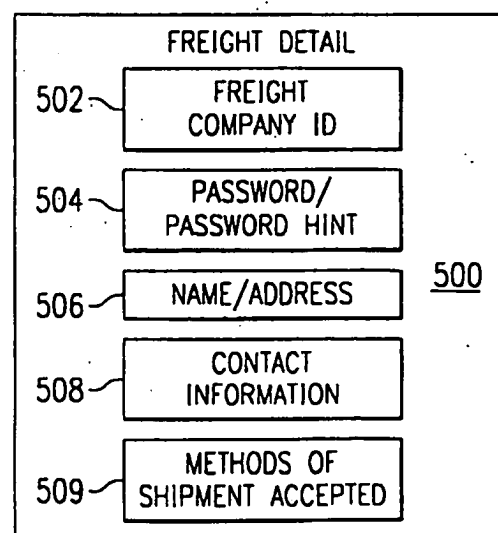 FREIGHT DETAIL
502
FREIGHT
COMPANY ID
504
PASSWORD/
PASSWORD HINT
506
NAME/ADDRESS
500
508
CONTACT
INFORMATION
509
METHODS OF
SHIPMENT ACCEPTED